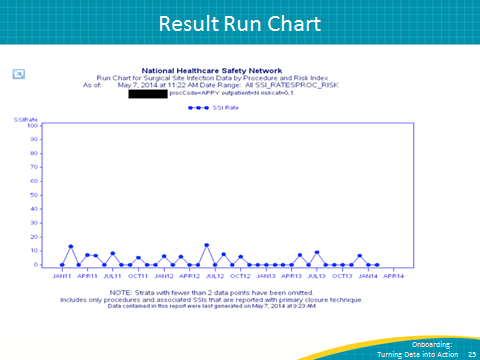 Result Run Chart
National Healthcare Safety Network
Run Chart for Surgical Site Infection Data by Procedure and Risk Index
As of: May 7, 2014 at 11:22 AM Date Range: All SSI_RATESPROC_RISK
procCode=APPY outpatient=N riskcat=0,1
SSI Rate
SSIRate
100
90
80
70
60
50
40
30
20
10
0
JAN11 APR11 JUL11 OCT11 JAN12 APR12 JUL12 OCT12 JAN13 APR13 JUL13 OCT13 JAN14 APR14
NOTE: Strata with fewer than 2 data points have been omitted.
Includes only procedures and associated SSIs that are reported with primary closure technique.
Data contained in this report were last generated on May 7, 2014 at 9:23 AM.
Onboarding:
Turning Data into Action 25